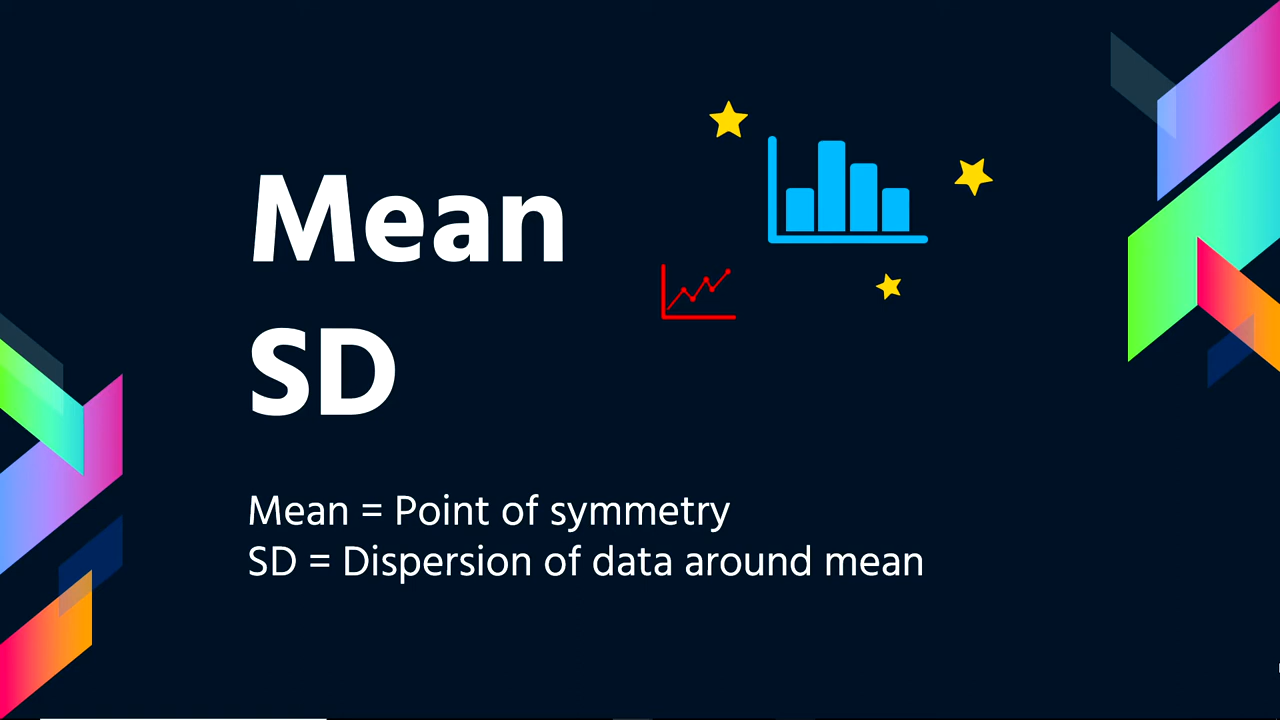 Mean
SD
Mean = Point of symmetry
SD = Dispersion of data around mean